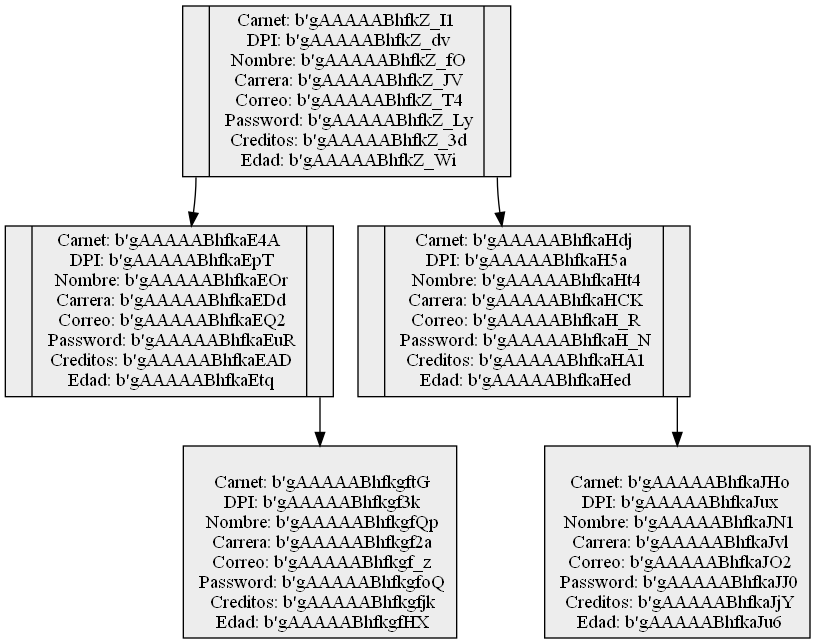 Carnet: b'gAAAAABhfkZ_I1
DPI: b'gAAAAABhfkZ_dv
Nombre: b'gAAAAABhfkZ_fO
Carrera: b'gAAAAABhfkZ_JV
Correo: b'gAAAAABhfkZ_T4
Password: b'gAAAAABhfkZ_Ly
Creditos: b'gAAAAABhfkZ_3d
Edad: b'gAAAAABhfkZ_Wi
Carnet: b'gAAAAABhfkaE4A
DPI: b'gAAAAABhfkaEpT
Nombre: b'gAAAAABhfkaEOr
Carrera: b'gAAAAABhfkaEDd
Correo: b'gAAAAABhfkaEQ2
Password: b'gAAAAABhfkaEuR
Creditos: b'gAAAAABhfkaEAD
Edad: b'gAAAAABhfkaEtq
Carnet: b'gAAAAABhfkaHdj
DPI: b'gAAAAABhfkaH5a
Nombre: b'gAAAAABhfkaHt4
Carrera: b'gAAAAABhfkaHCK
Correo: b'gAAAAABhfkaH_R
Password: b'gAAAAABhfkaH_N
Creditos: b'gAAAAABhfkaHA1
Edad: b'gAAAAABhfkaHed
Carnet: b'gAAAAABhfkgftG
DPI: b'gAAAAABhfkgf3k
Nombre: b'gAAAAABhfkgfQp
Carrera: b'gAAAAABhfkgf2a
Correo: b'gAAAAABhfkgf_z
Password: b'gAAAAABhfkgfoQ
Creditos: b'gAAAAABhfkgfjk
Edad: b'gAAAAABhfkgfHX
Carnet: b'gAAAAABhfkaJHo
DPI: b'gAAAAABhfkaJux
Nombre: b'gAAAAABhfkaJN1
Carrera: b'gAAAAABhfkaJvl
Correo: b'gAAAAABhfkaJO2
Password: b'gAAAAABhfkaJJ0
Creditos: b'gAAAAABhfkaJjY
Edad: b'gAAAAABhfkaJu6